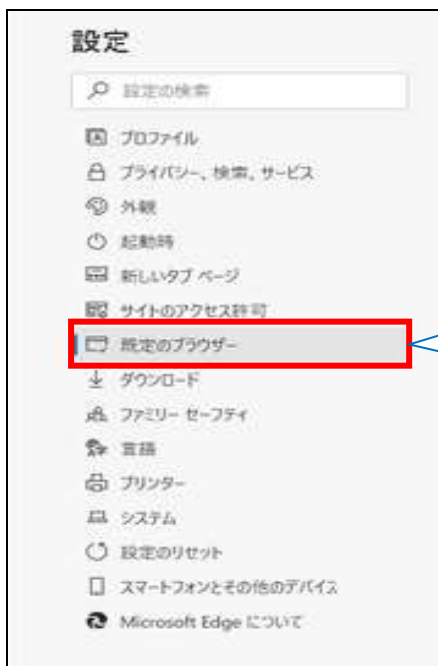 設定
設定の検索
プロファイル
プライバシー、検索、サービス
外観
起動時
新しいタブ ページ
サイトのアクセス許可
既定のブラウザー
ダウンロード
ファミリー セーフティ
言語
プリンター
システム
設定のリセット
スマートフォンとその他のデバイス
Microsoft Edge について